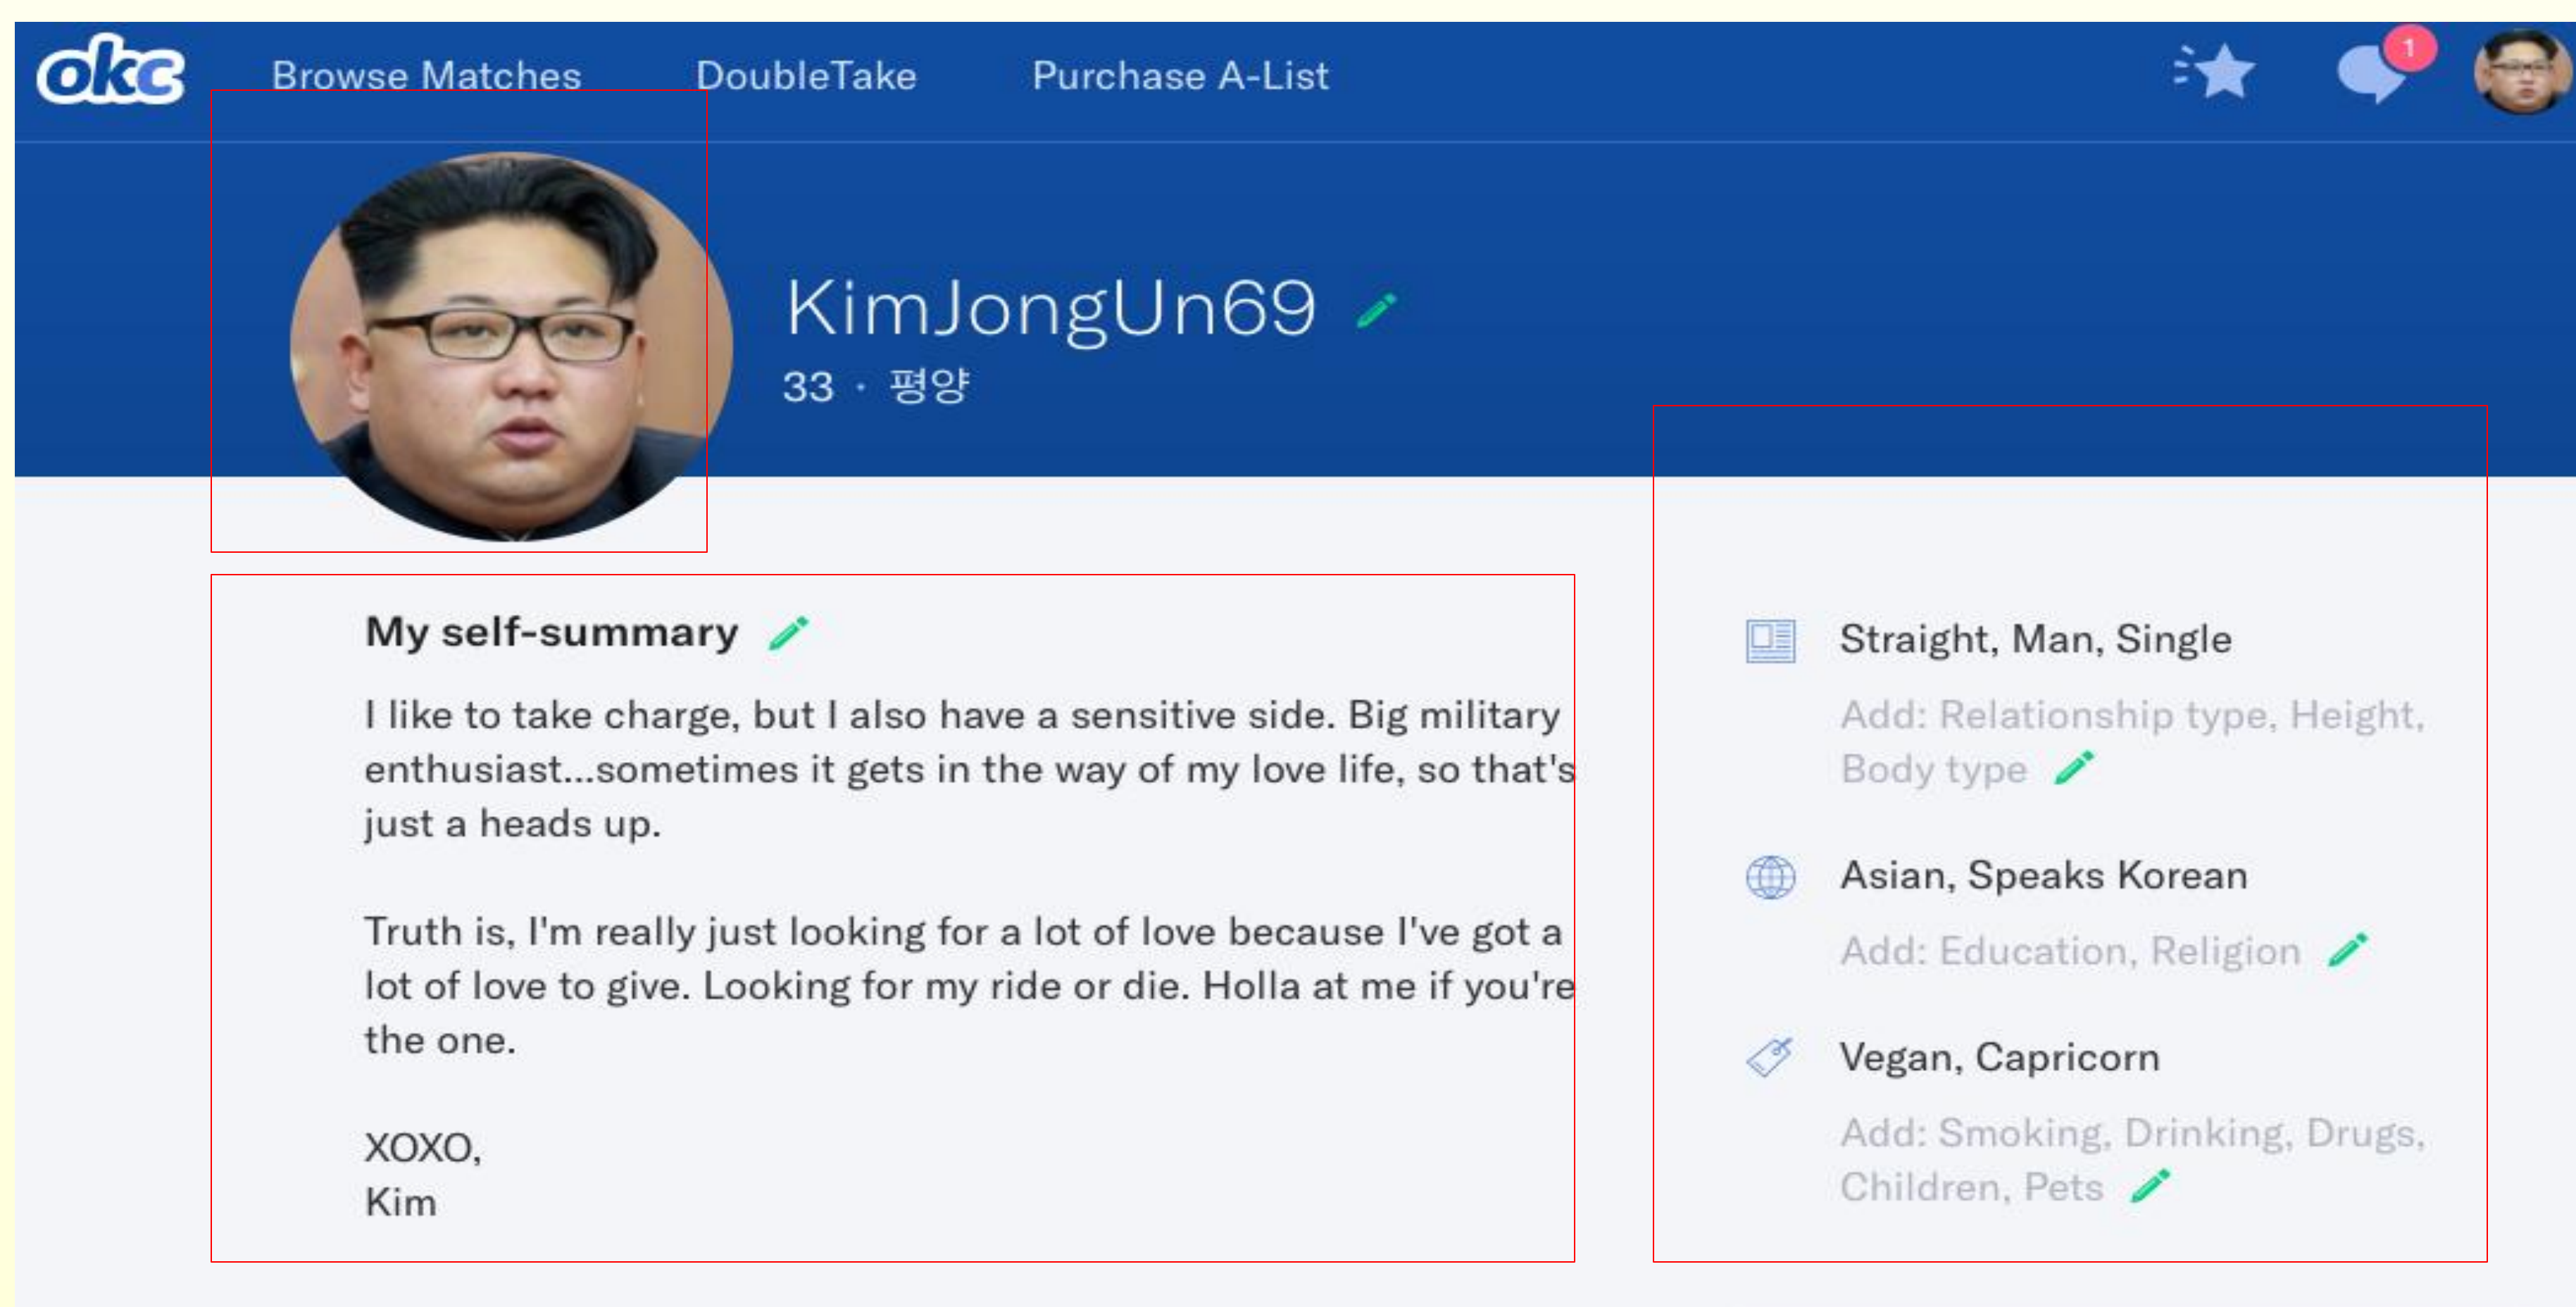 okc
Browse Matches
DoubleTake
Purchase A-List
1
KimJongUn69
33 · 평양
My self-summary
I like to take charge, but I also have a sensitive side. Big military
enthusiast...sometimes it gets in the way of my love life, so that's
just a heads up.
Truth is, I'm really just looking for a lot of love because I've got a
lot of love to give. Looking for my ride or die. Holla at me if you're
the one.
XOXO,
Kim
Straight, Man, Single
Add: Relationship type, Height,
Body type
Asian, Speaks Korean
Add: Education, Religion
Vegan, Capricorn
Add: Smoking, Drinking, Drugs,
Children, Pets